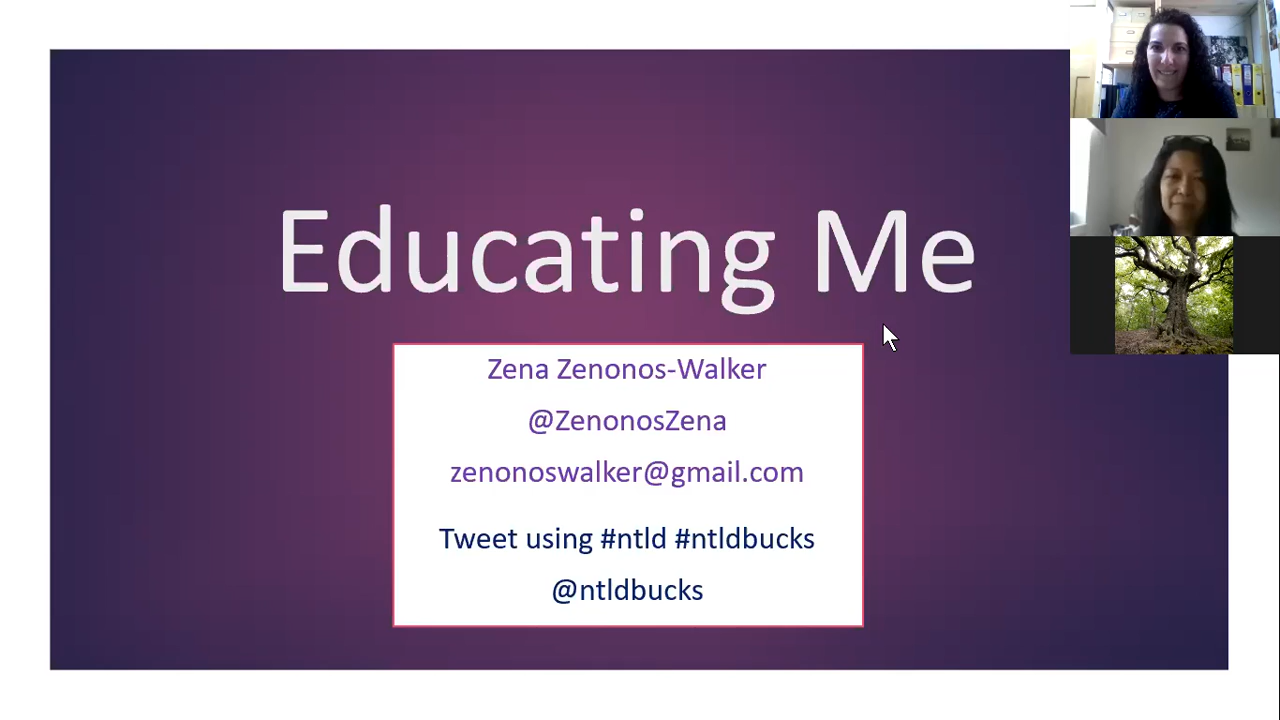 Educating Me
Zena Zenonos-Walker
@ZenonosZena
zenonoswalker@gmail.com
Tweet using #ntld #ntldbucks
@ntldbucks